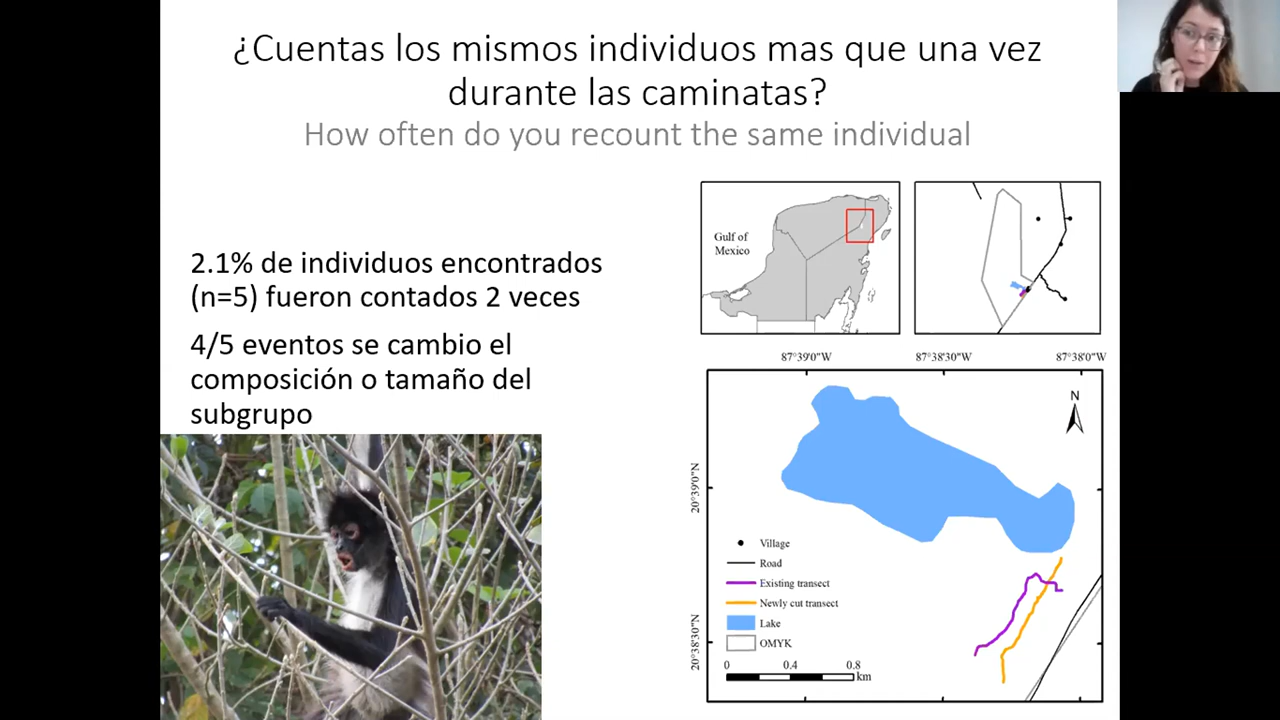 ¿Cuentas los mismos individuos mas que una vez
durante las caminatas?
How often do you recount the same individual
2.1% de individuos encontrados
(n=5) fueron contados 2 veces
4/5 eventos se cambio el
composición o tamaño del
subgrupo
Gulf of
Mexico
87°39'0"W
87°38'30"W
87°38'0"W
N
20°39'0"N
20°38'30"N
Village
Road
Existing transect
Newly cut transect
Lake
OMYK
0 0.4 0.8
km